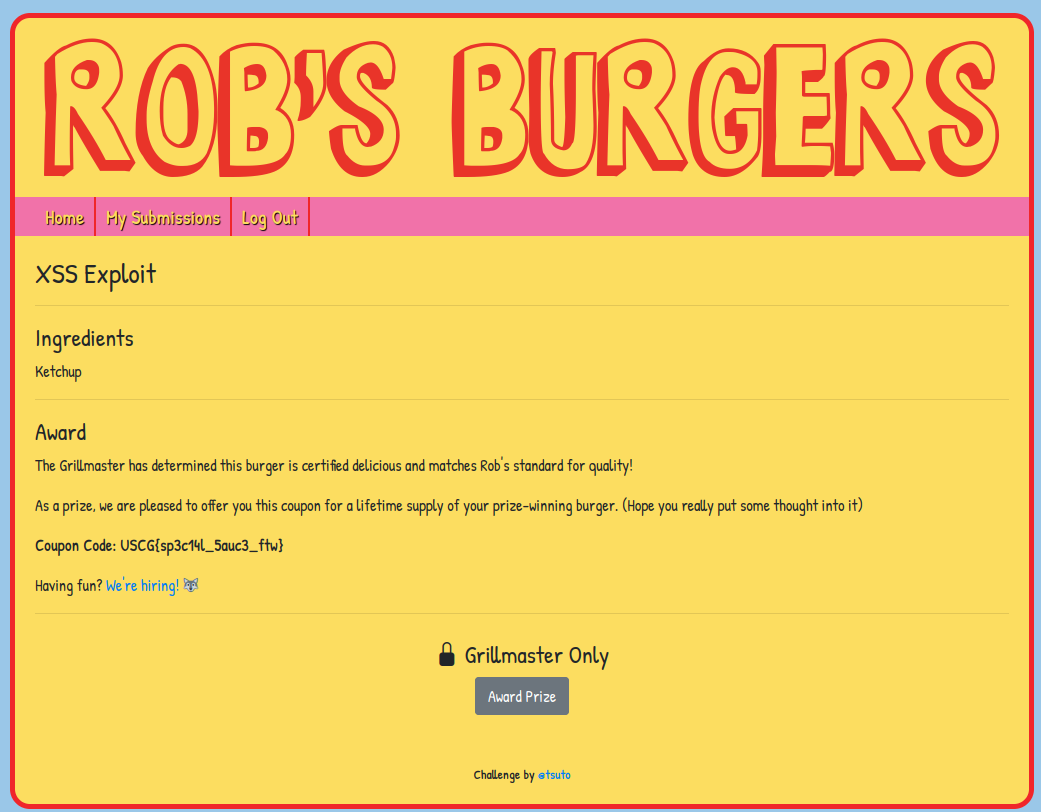 ROB'S BURGERS
Home My Submissions Log Out
XSS Exploit
Ingredients
Ketchup
Award
The Grillmaster has determined this burger is certified delicious and matches Rob's standard for quality!
As a prize, we are pleased to offer you this coupon for a lifetime supply of your prize-winning burger. (Hope you really put some thought into it)
Coupon Code: USCG{sp3c14l_5auc3_ftw}
Having fun? We're hiring! 🐺
Grillmaster Only
Award Prize
Challenge by @tsuto